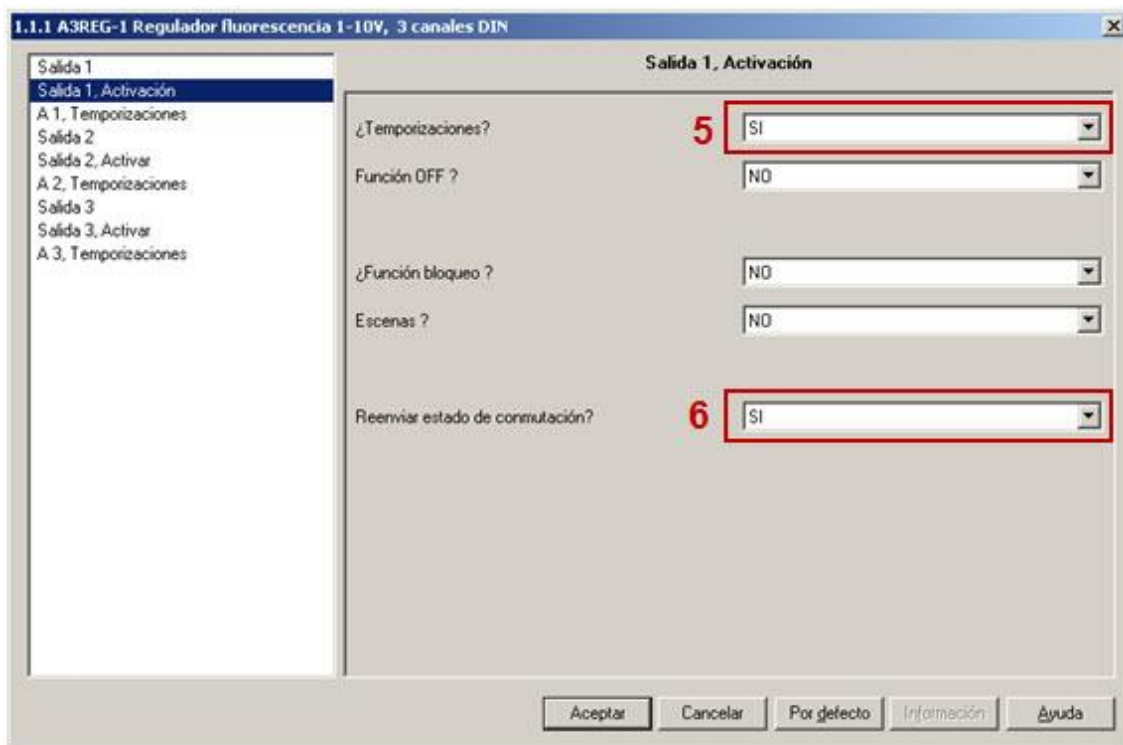 1.1.1 A3REG-1 Regulador fluorescencia 1-10V, 3 canales DIN
Salida 1
Salida 1, Activación
A 1, Temporizaciones
Salida 2
Salida 2, Activar
A 2, Temporizaciones
Salida 3
Salida 3, Activar
A 3, Temporizaciones
Salida 1, Activación
¿Temporizaciones? 5 SI
Función OFF ? NO
¿Función bloqueo ? NO
Escenas ? NO
Reenviar estado de conmutación? 6 SI
Aceptar Cancelar Por defecto Información Ayuda